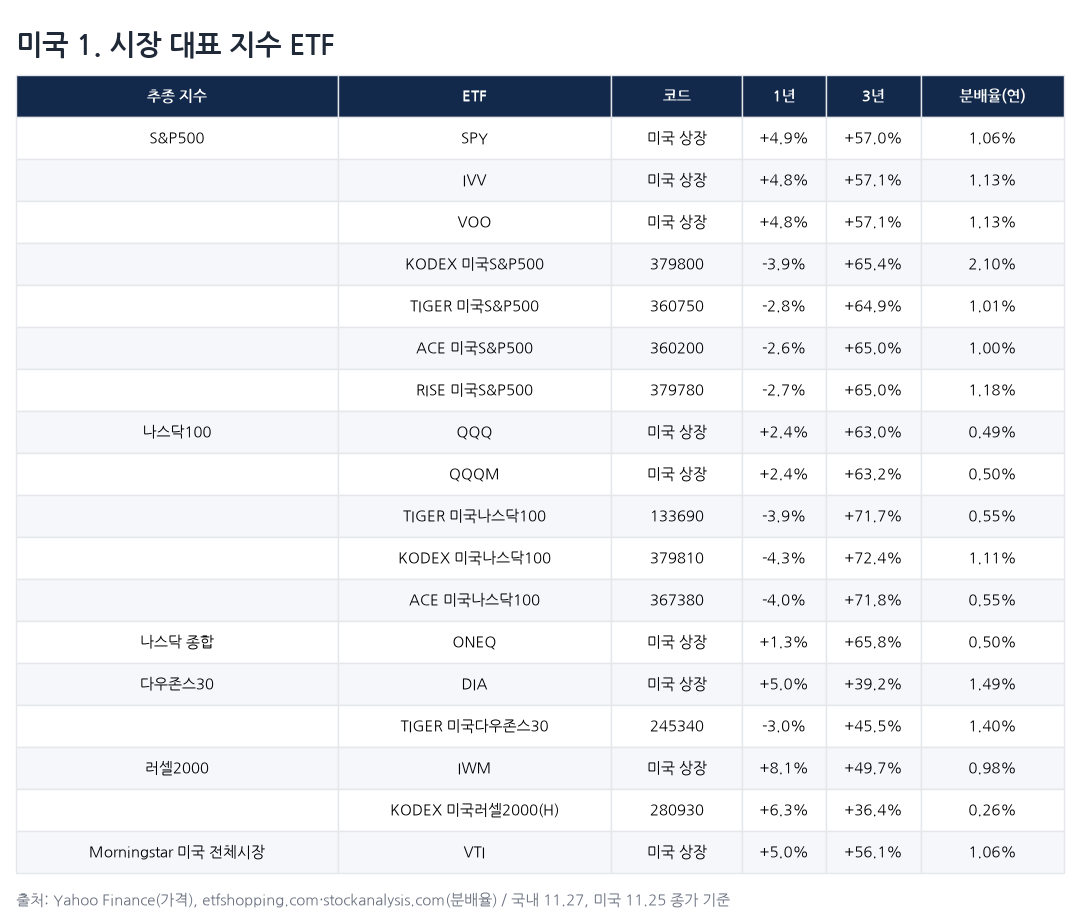 미국 1. 시장 대표 지수 ETF
추종 지수 ETF 코드 1년 3년 분배율(연)
S&P500 SPY 미국 상장 +4.9% +57.0% 1.06%
IVV 미국 상장 +4.8% +57.1% 1.13%
VOO 미국 상장 +4.8% +57.1% 1.13%
KODEX 미국S&P500 379800 -3.9% +65.4% 2.10%
TIGER 미국S&P500 360750 -2.8% +64.9% 1.01%
ACE 미국S&P500 360200 -2.6% +65.0% 1.00%
RISE 미국S&P500 379780 -2.7% +65.0% 1.18%
나스닥100 QQQ 미국 상장 +2.4% +63.0% 0.49%
QQQM 미국 상장 +2.4% +63.2% 0.50%
TIGER 미국나스닥100 133690 -3.9% +71.7% 0.55%
KODEX 미국나스닥100 379810 -4.3% +72.4% 1.11%
ACE 미국나스닥100 367380 -4.0% +71.8% 0.55%
나스닥 종합 ONEQ 미국 상장 +1.3% +65.8% 0.50%
다우존스30 DIA 미국 상장 +5.0% +39.2% 1.49%
TIGER 미국다우존스30 245340 -3.0% +45.5% 1.40%
러셀2000 IWM 미국 상장 +8.1% +49.7% 0.98%
KODEX 미국러셀2000(H) 280930 +6.3% +36.4% 0.26%
Morningstar 미국 전체시장 VTI 미국 상장 +5.0% +56.1% 1.06%
출처: Yahoo Finance(가격), etfshopping.com·stockanalysis.com(분배율) / 국내 11.27, 미국 11.25 종가 기준